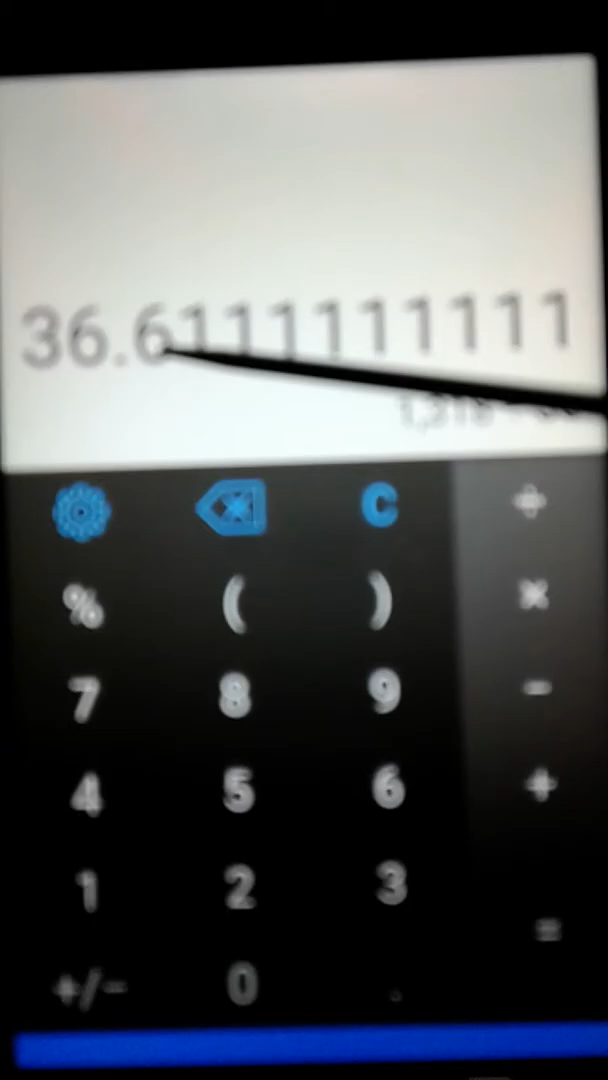 36.6111111111
C ÷
% ( ) ×
7 8 9 −
4 5 6 +
1 2 3
=
+/− 0 .